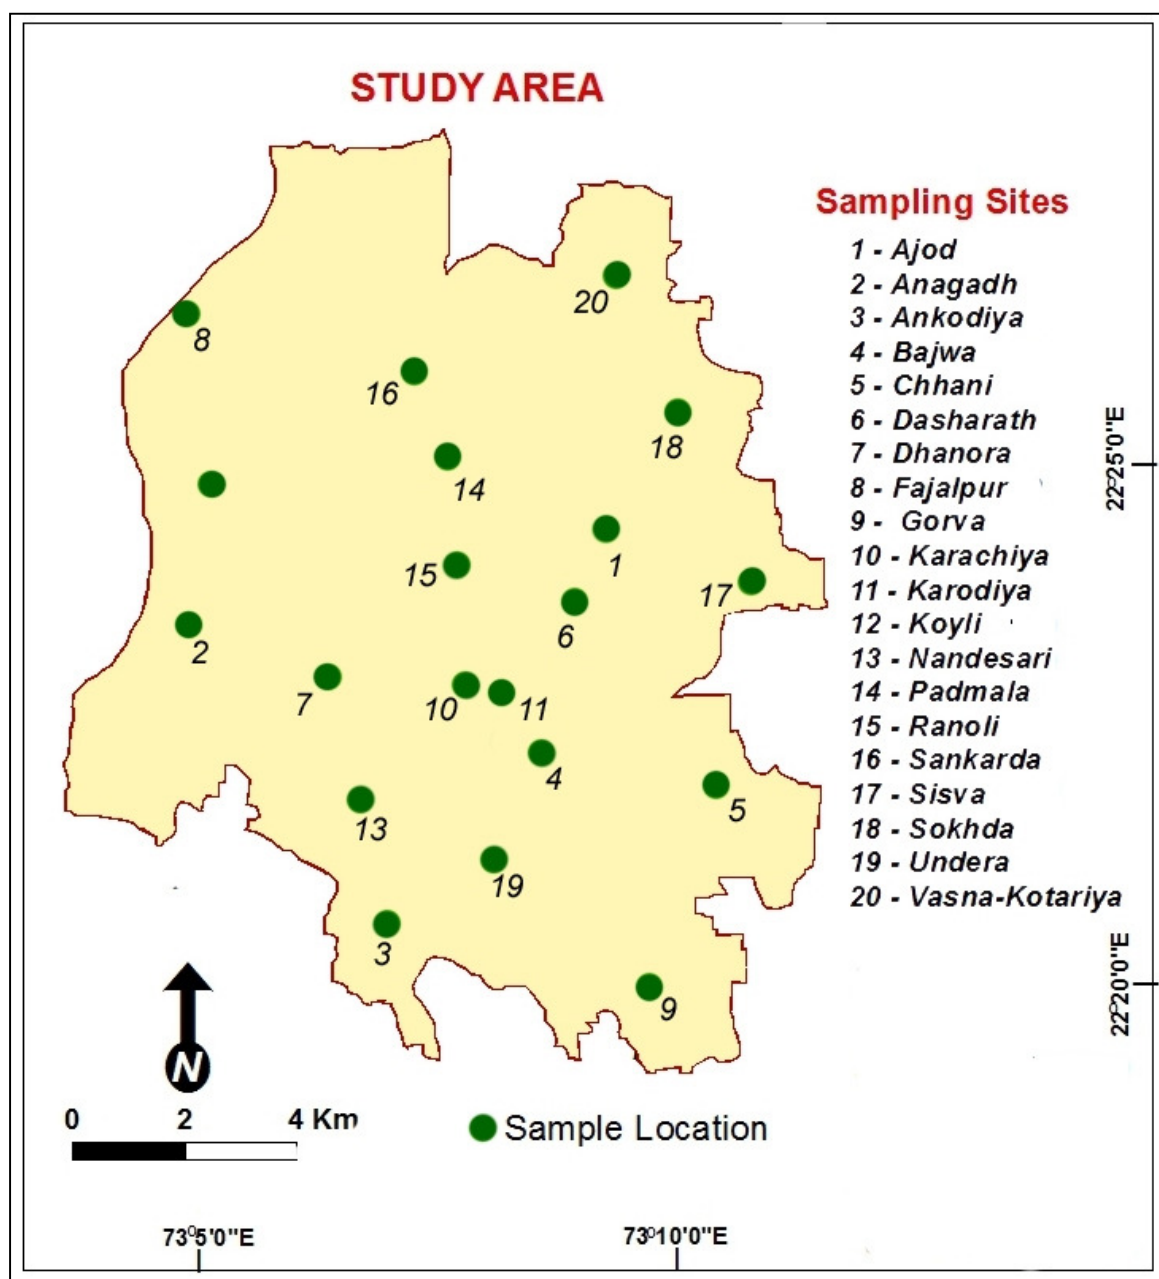 STUDY AREA
Sampling Sites
1 - Ajod
2 - Anagadh
3 - Ankodiya
4 - Bajwa
5 - Chhani
6 - Dasharath
7 - Dhanora
8 - Fajalpur
9 - Gorva
10 - Karachiya
11 - Karodiya
12 - Koyli
13 - Nandesari
14 - Padmala
15 - Ranoli
16 - Sankarda
17 - Sisva
18 - Sokhda
19 - Undera
20 - Vasna-Kotariya
20
8
16
18
14
1
15
17
6
2
7
10
11
4
5
13
19
3
9
22°25'0"E
22°20'0"E
N
0 2 4 Km
Sample Location
73°5'0"E
73°10'0"E